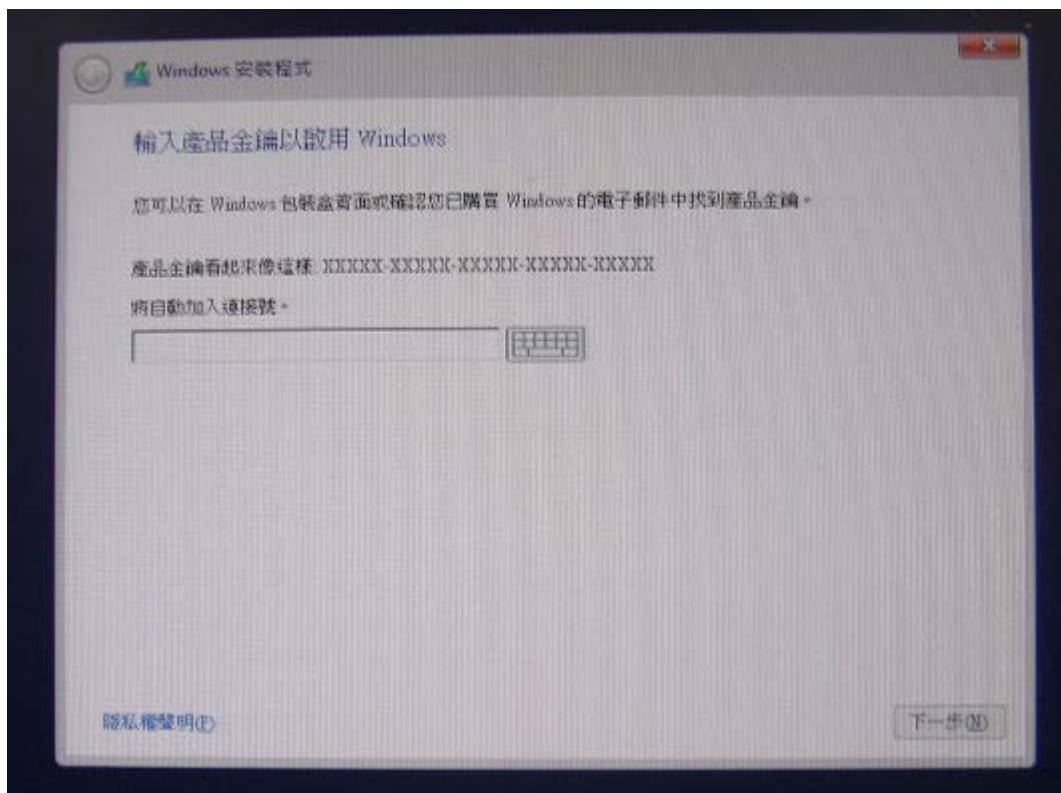 Windows 安裝程式
輸入產品金鑰以啟用 Windows
您可以在 Windows 包裝盒背面或確認您已購買 Windows 的電子郵件中找到產品金鑰。
產品金鑰看起來像這樣: XXXXX-XXXXX-XXXXX-XXXXX-XXXXX
將自動加入連接號。
隱私權聲明(P)
下一步(N)